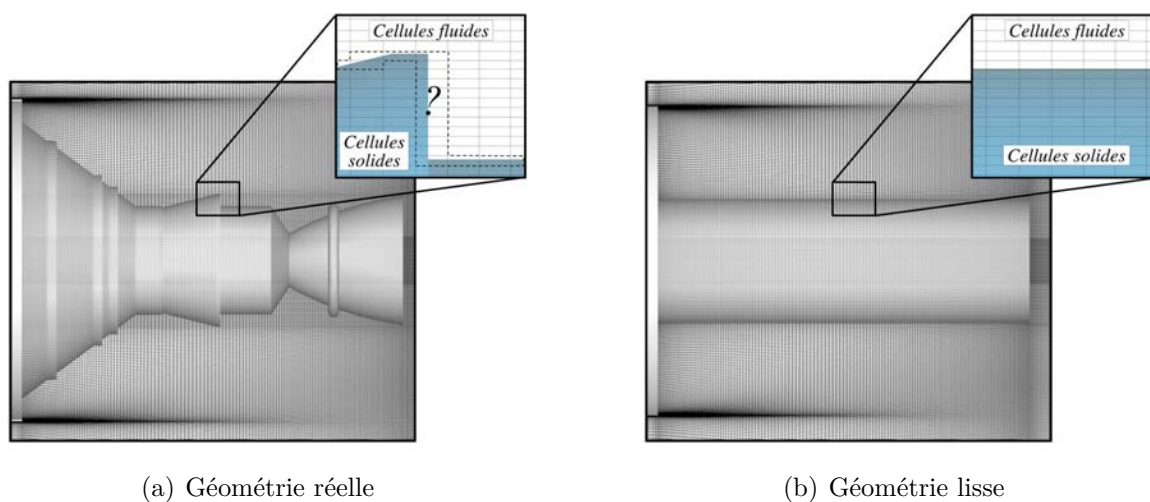 Cellules fluides
?
Cellules
solides
Cellules fluides
Cellules solides
(a) Géométrie réelle
(b) Géométrie lisse